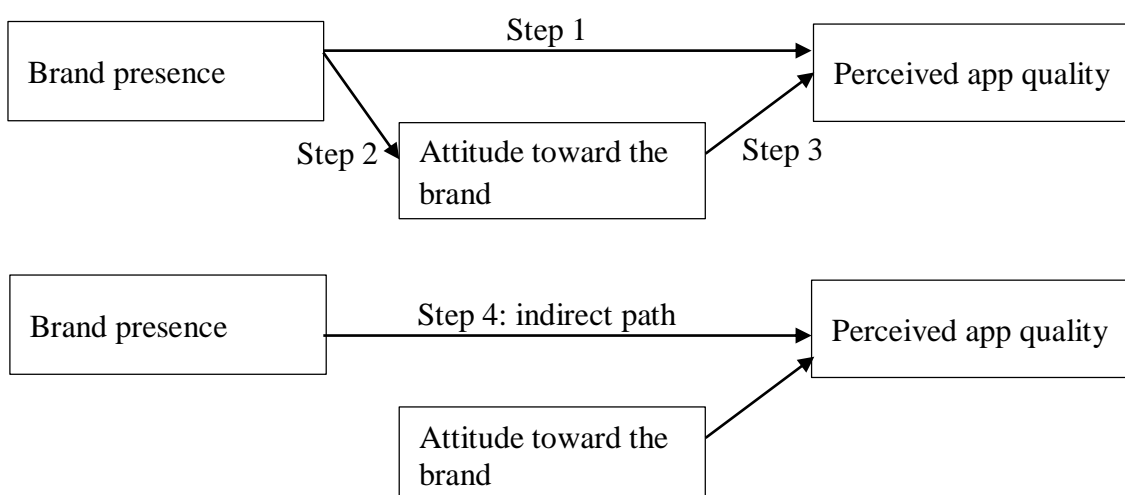 Step 1
Brand presence
Perceived app quality
Step 2
Attitude toward the
brand
Step 3
Brand presence
Step 4: indirect path
Perceived app quality
Attitude toward the
brand